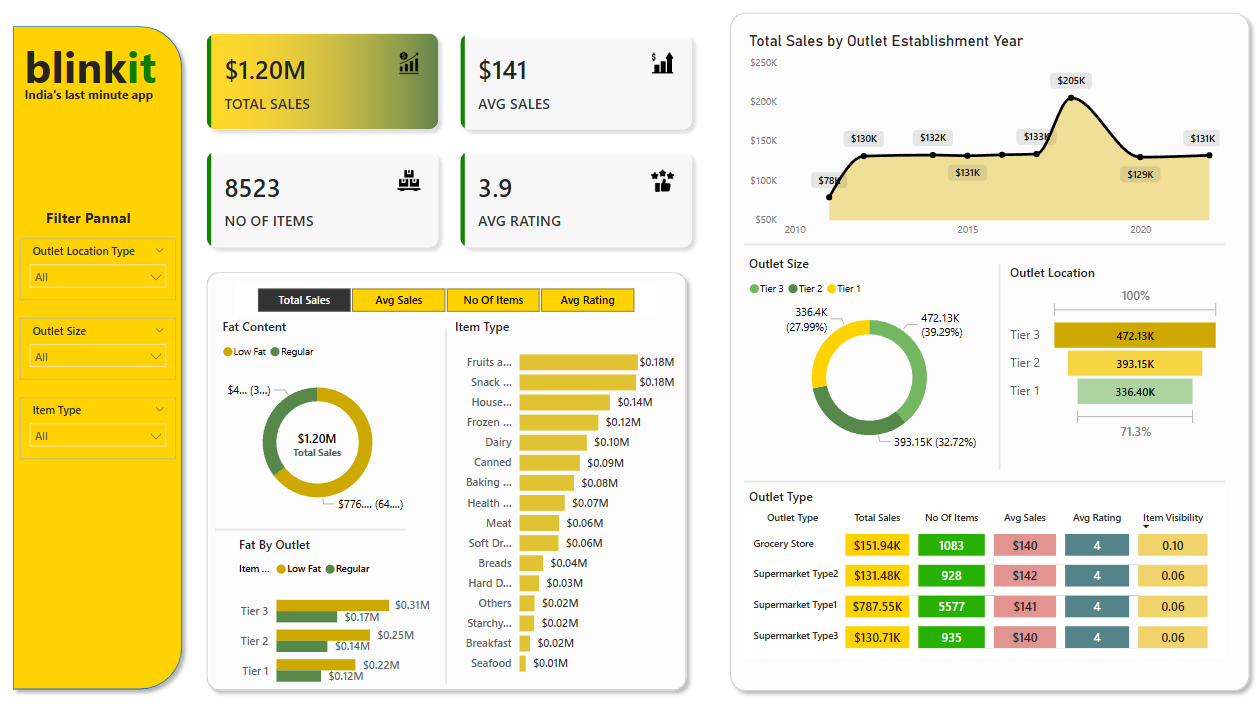 blinkit
India's last minute app
Filter Pannal
Outlet Location Type
All
Outlet Size
All
Item Type
All
$1.20M
TOTAL SALES
$141
AVG SALES
8523
NO OF ITEMS
3.9
AVG RATING
Total Sales Avg Sales No Of Items Avg Rating
Fat Content
Low Fat Regular
$4... (3...)
$1.20M
Total Sales
$776.... (64....)
Fat By Outlet
Item ... Low Fat Regular
Tier 3 $0.31M
$0.17M
Tier 2 $0.25M
$0.14M
Tier 1 $0.22M
$0.12M
Item Type
Fruits a... $0.18M
Snack ... $0.18M
House... $0.14M
Frozen ... $0.12M
Dairy $0.10M
Canned $0.09M
Baking ... $0.08M
Health ... $0.07M
Meat $0.06M
Soft Dr... $0.06M
Breads $0.04M
Hard D... $0.03M
Others $0.02M
Starchy... $0.02M
Breakfast $0.02M
Seafood $0.01M
Total Sales by Outlet Establishment Year
$250K
$200K
$150K
$100K
$50K
$78K $130K $132K $131K $133K $205K $129K $131K
2010 2015 2020
Outlet Size
Tier 3 Tier 2 Tier 1
336.4K
(27.99%)
472.13K
(39.29%)
393.15K (32.72%)
Outlet Location
100%
Tier 3 472.13K
Tier 2 393.15K
Tier 1 336.40K
71.3%
Outlet Type
Outlet Type Total Sales No Of Items Avg Sales Avg Rating Item Visibility
Grocery Store $151.94K 1083 $140 4 0.10
Supermarket Type2 $131.48K 928 $142 4 0.06
Supermarket Type1 $787.55K 5577 $141 4 0.06
Supermarket Type3 $130.71K 935 $140 4 0.06